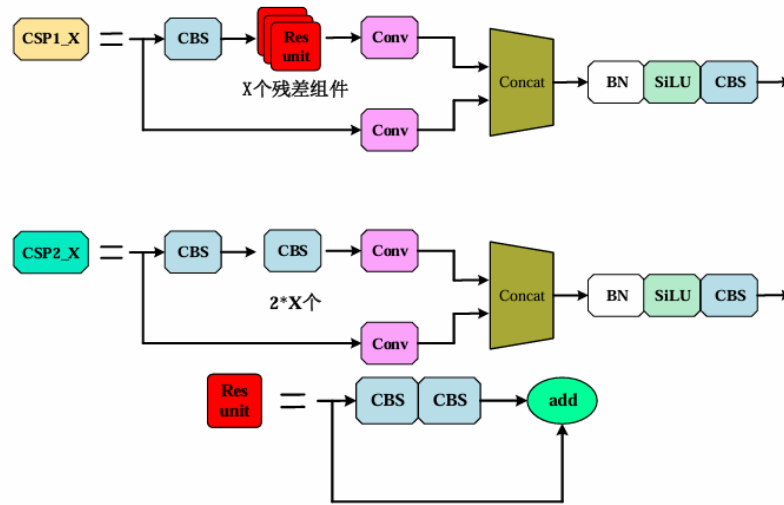 CSP1_X
CBS
Res
unit
Conv
X个残差组件
Conv
Concat
BN SiLU CBS
CSP2_X
CBS
CBS
Conv
2*X个
Conv
Concat
BN SiLU CBS
Res
unit
CBS CBS
add